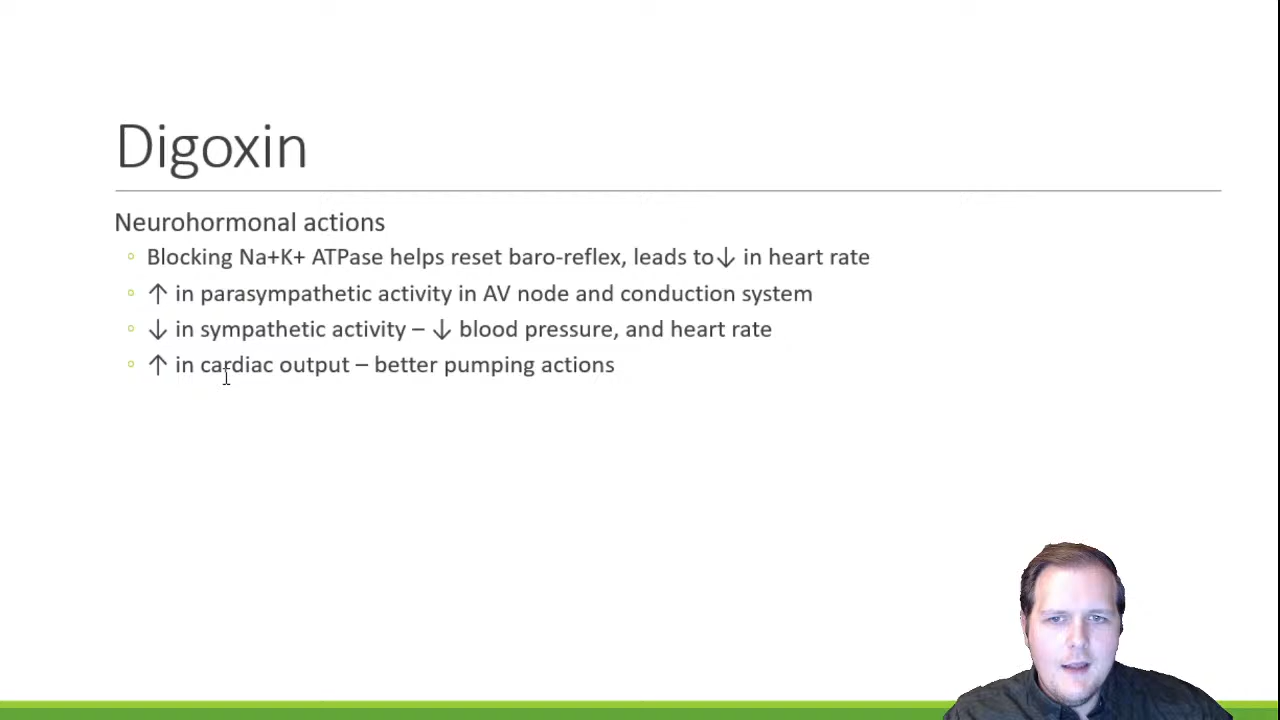 Digoxin
Neurohormonal actions
Blocking Na+K+ ATPase helps reset baro-reflex, leads to↓ in heart rate
↑ in parasympathetic activity in AV node and conduction system
↓ in sympathetic activity – ↓ blood pressure, and heart rate
↑ in cardiac output – better pumping actions